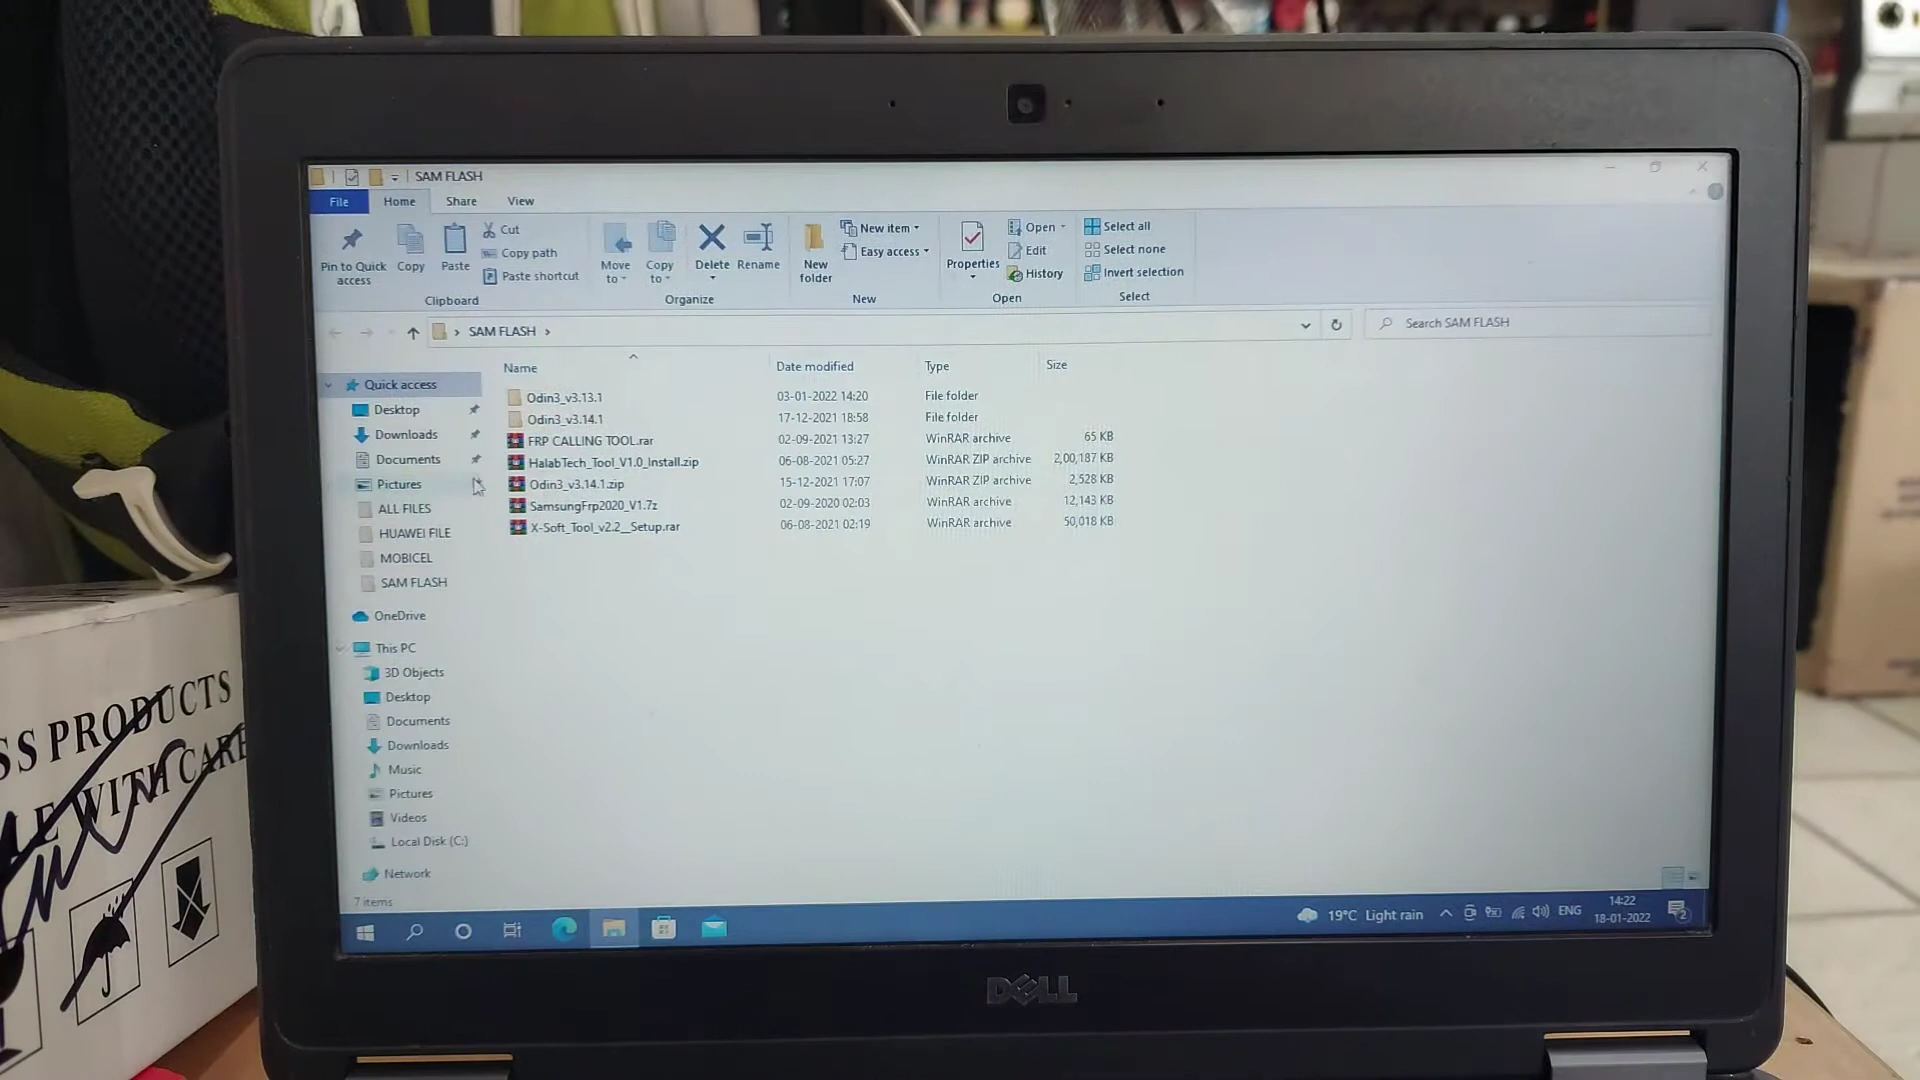 SAM FLASH
File Home Share View
Pin to Quick access
Copy
Paste
Cut
Copy path
Paste shortcut
Clipboard
Move to
Copy to
Delete
Rename
Organize
New folder
New item
Easy access
New
Properties
Open
Edit
History
Open
Select all
Select none
Invert selection
Select
SAM FLASH
Search SAM FLASH
Name Date modified Type Size
Odin3_v3.13.1 03-01-2022 14:20 File folder
Odin3_v3.14.1 17-12-2021 18:58 File folder
FRP CALLING TOOL.rar 02-09-2021 13:27 WinRAR archive 65 KB
HalabTech_Tool_V1.0_Install.zip 06-08-2021 05:27 WinRAR ZIP archive 2,00,187 KB
Odin3_v3.14.1.zip 15-12-2021 17:07 WinRAR ZIP archive 2,528 KB
SamsungFrp2020_V1.7z 02-09-2020 02:03 WinRAR archive 12,143 KB
X-Soft_Tool_v2.2__Setup.rar 06-08-2021 02:19 WinRAR archive 50,018 KB
Quick access
Desktop
Downloads
Documents
Pictures
ALL FILES
HUAWEI FILE
MOBICEL
SAM FLASH
OneDrive
This PC
3D Objects
Desktop
Documents
Downloads
Music
Pictures
Videos
Local Disk (C:)
Network
7 items
19°C Light rain
ENG
14:22
18-01-2022
2
DELL
SS PRODUCTS
LE WITH CARE